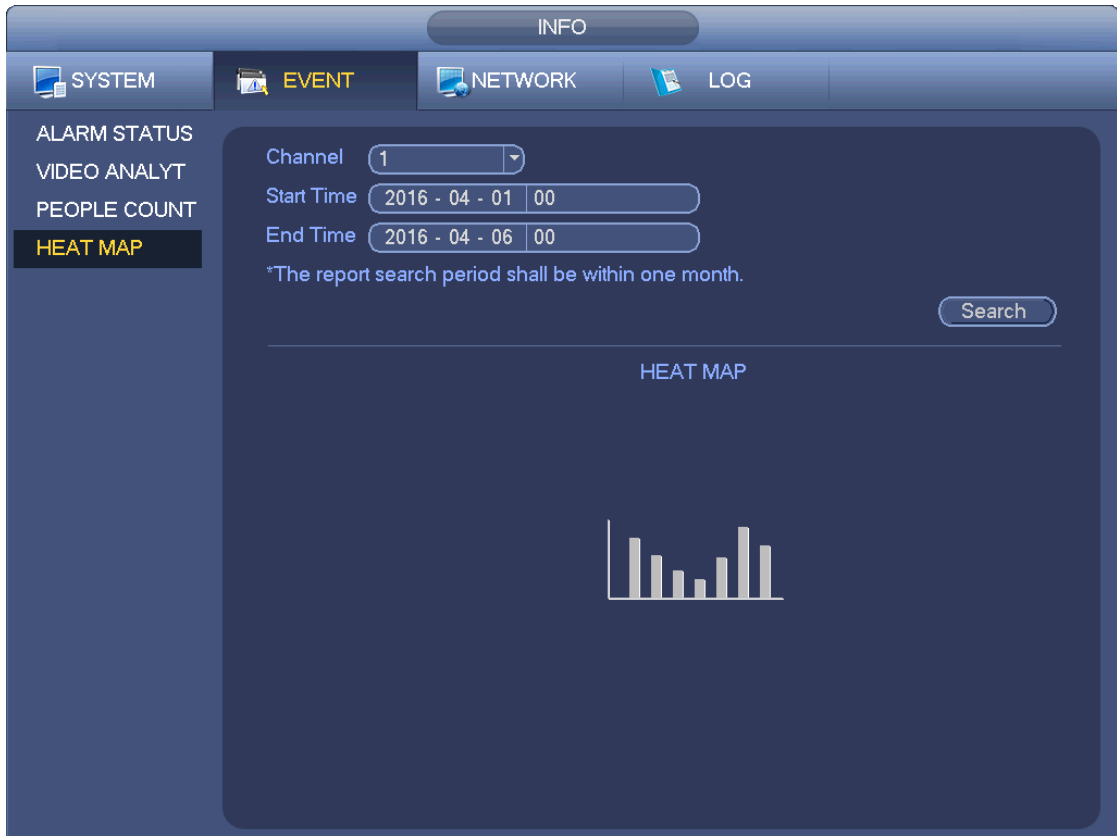 INFO
SYSTEM EVENT NETWORK LOG
ALARM STATUS
VIDEO ANALYT
PEOPLE COUNT
HEAT MAP
Channel 1
Start Time 2016 - 04 - 01 00
End Time 2016 - 04 - 06 00
*The report search period shall be within one month.
Search
HEAT MAP